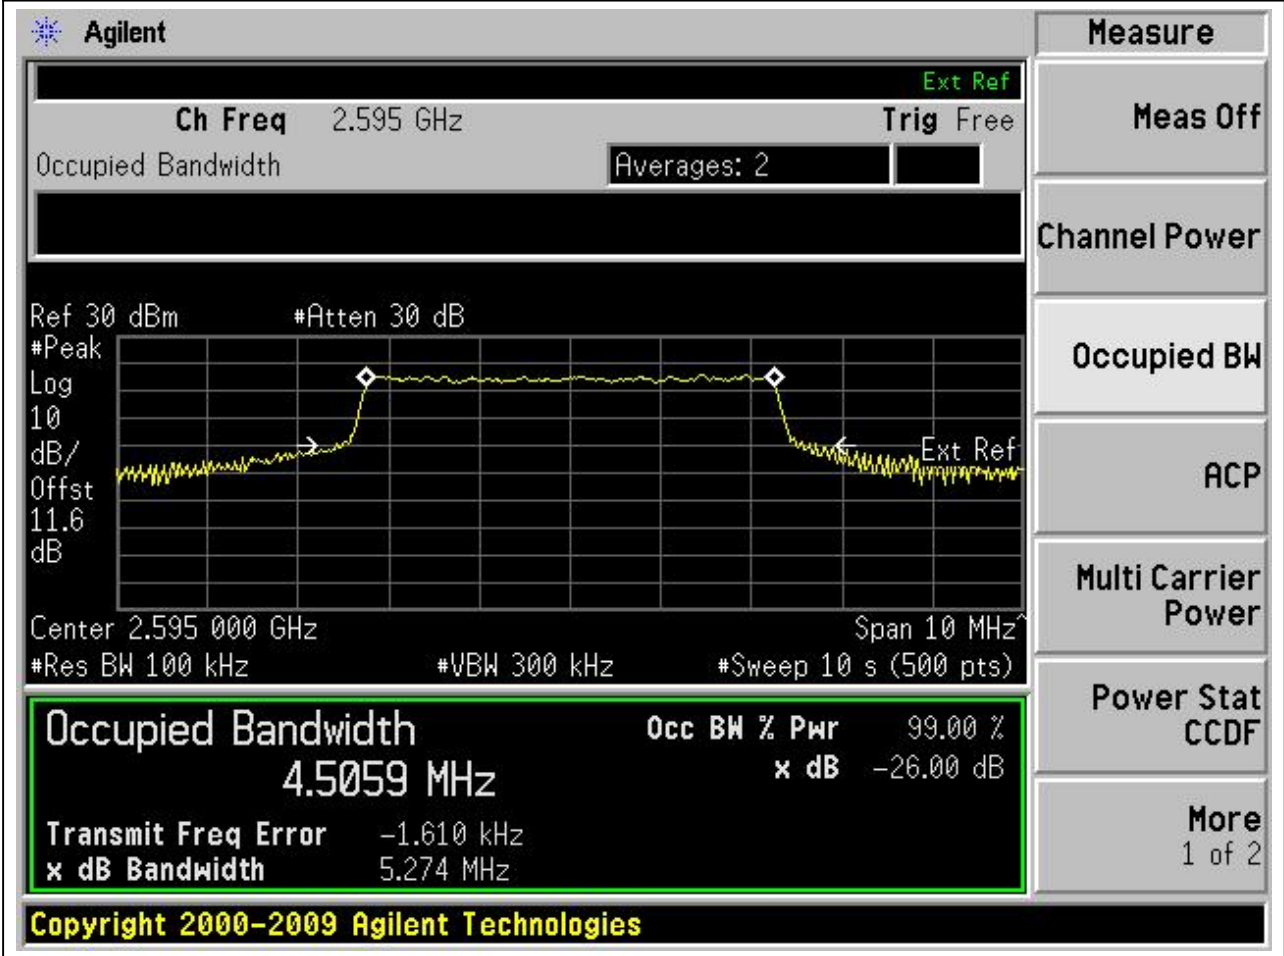 Agilent
Measure
Ext Ref
Ch Freq 2.595 GHz Trig Free
Occupied Bandwidth Averages: 2
Meas Off
Channel Power
Occupied BW
ACP
Multi Carrier
Power
Power Stat
CCDF
More
1 of 2
Ref 30 dBm #Atten 30 dB
#Peak
Log
10
dB/
Offst
11.6
dB
Ext Ref
Center 2.595 000 GHz Span 10 MHz^
#Res BW 100 kHz #VBW 300 kHz #Sweep 10 s (500 pts)
Occupied Bandwidth Occ BW % Pwr 99.00 %
4.5059 MHz x dB -26.00 dB
Transmit Freq Error -1.610 kHz
x dB Bandwidth 5.274 MHz
Copyright 2000-2009 Agilent Technologies